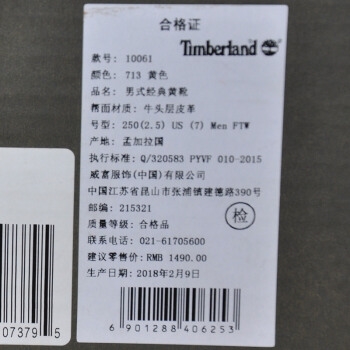 合格证
Timberland
款号: 10061
颜色: 713 黄色
品名: 男式经典黄靴
帮面材质: 牛头层皮革
号型: 250(2.5) US (7) Men FTW
产地: 孟加拉国
执行标准: Q/320583 PYVF 010-2015
威富服饰(中国)有限公司
中国江苏省昆山市张浦镇建德路390号
邮编: 215321
质量等级: 合格品
检
联系电话: 021-61705600
建议零售价: RMB 1490.00
生产日期: 2018年2月9日
6 901288 406253
07379 5